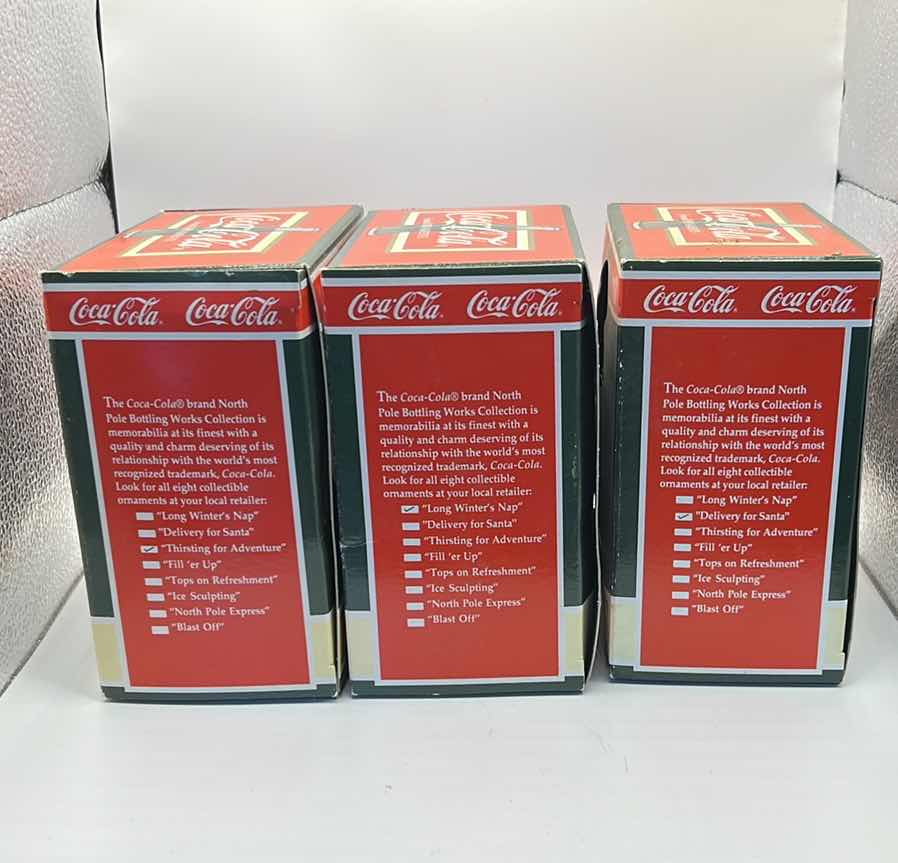 Coca-Cola
Coca-Cola. Coca-Cola.
The Coca-Cola® brand North
Pole Bottling Works Collection is
memorabilia at its finest with a
quality and charm deserving of its
relationship with the world's most
recognized trademark, Coca-Cola.
Look for all eight collectible
ornaments at your local retailer:
"Long Winter's Nap"
"Delivery for Santa"
"Thirsting for Adventure"
"Fill 'er Up"
"Tops on Refreshment"
"Ice Sculpting"
"North Pole Express"
"Blast Off"
Coca-Cola
Coca-Cola. Coca-Cola.
The Coca-Cola® brand North
Pole Bottling Works Collection is
memorabilia at its finest with a
quality and charm deserving of its
relationship with the world's most
recognized trademark, Coca-Cola.
Look for all eight collectible
ornaments at your local retailer:
"Long Winter's Nap"
"Delivery for Santa"
"Thirsting for Adventure"
"Fill 'er Up"
"Tops on Refreshment"
"Ice Sculpting"
"North Pole Express"
"Blast Off"
Coca-Cola
Coca-Cola® Coca-Cola®
The Coca-Cola® brand North
Pole Bottling Works Collection is
memorabilia at its finest with a
quality and charm deserving of its
relationship with the world's most
recognized trademark, Coca-Cola.
Look for all eight collectible
ornaments at your local retailer:
"Long Winter's Nap"
"Delivery for Santa"
"Thirsting for Adventure"
"Fill 'er Up"
"Tops on Refreshment"
"Ice Sculpting"
"North Pole Express"
"Blast Off"